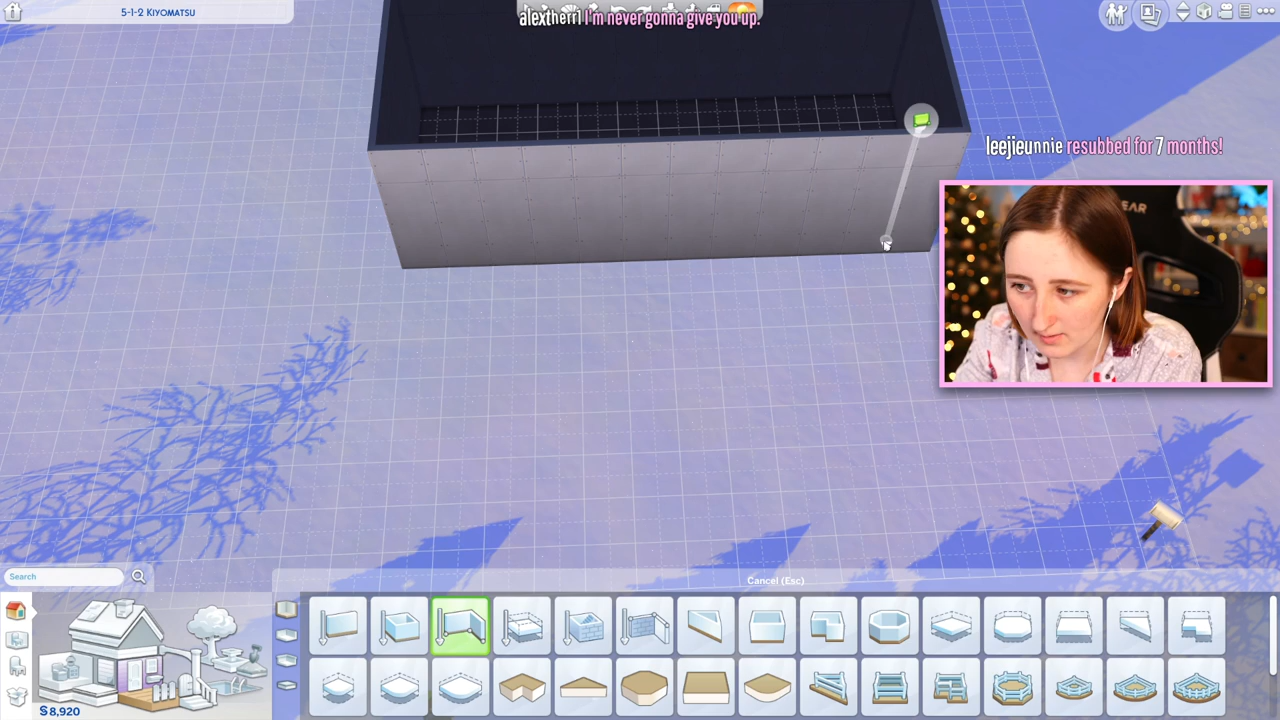 5-1-2 KIYOMATSU
alextherri I'm never gonna give you up.
leejieunnie resubbed for 7 months!
EAR
Cancel (Esc)
Search
§8,920